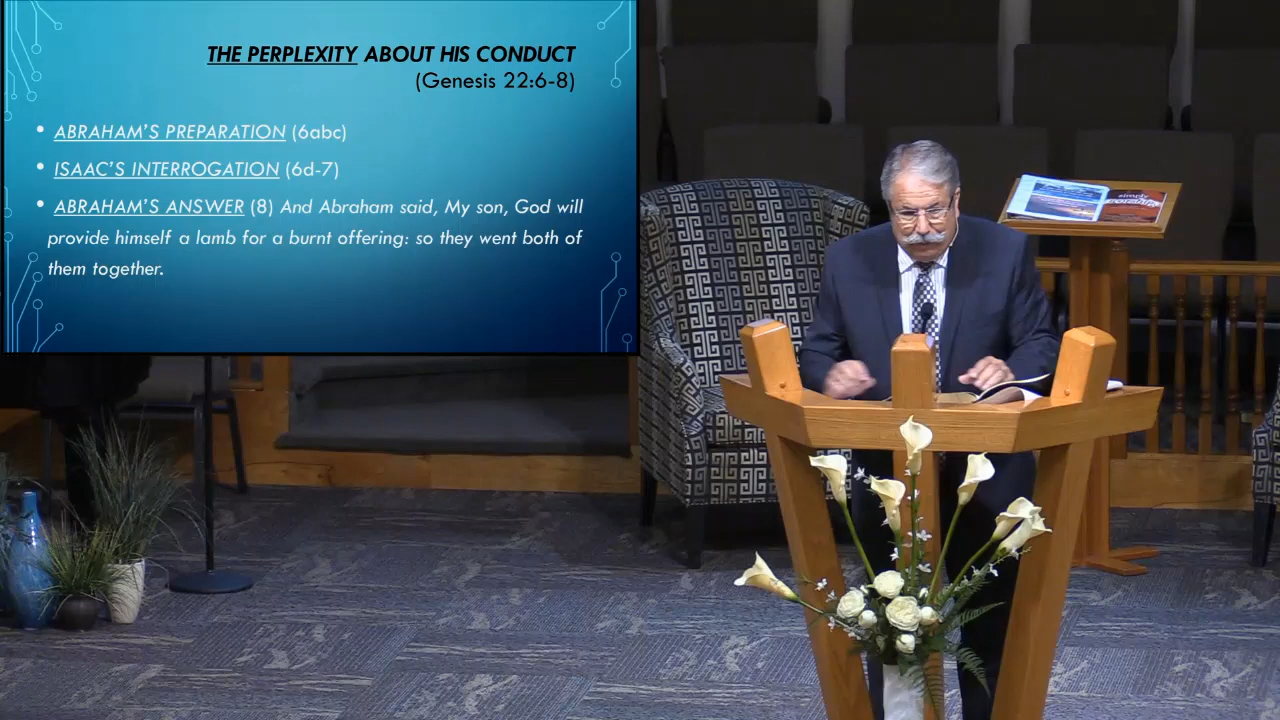 THE PERPLEXITY ABOUT HIS CONDUCT
(Genesis 22:6-8)
• ABRAHAM'S PREPARATION (6abc)
• ISAAC'S INTERROGATION (6d-7)
• ABRAHAM'S ANSWER (8) And Abraham said, My son, God will
provide himself a lamb for a burnt offering: so they went both of
them together.
simply